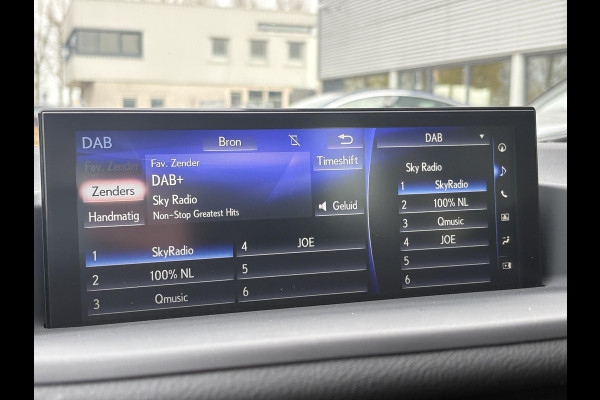 DAB
Bron
Fav. Zender
Zenders
Handmatig
Fav. Zender
DAB+
Sky Radio
Non-Stop Greatest Hits
Timeshift
Geluid
1 SkyRadio
2 100% NL
3 Qmusic
4 JOE
5
6
DAB
Sky Radio
1 SkyRadio
2 100% NL
3 Qmusic
4 JOE
5
6